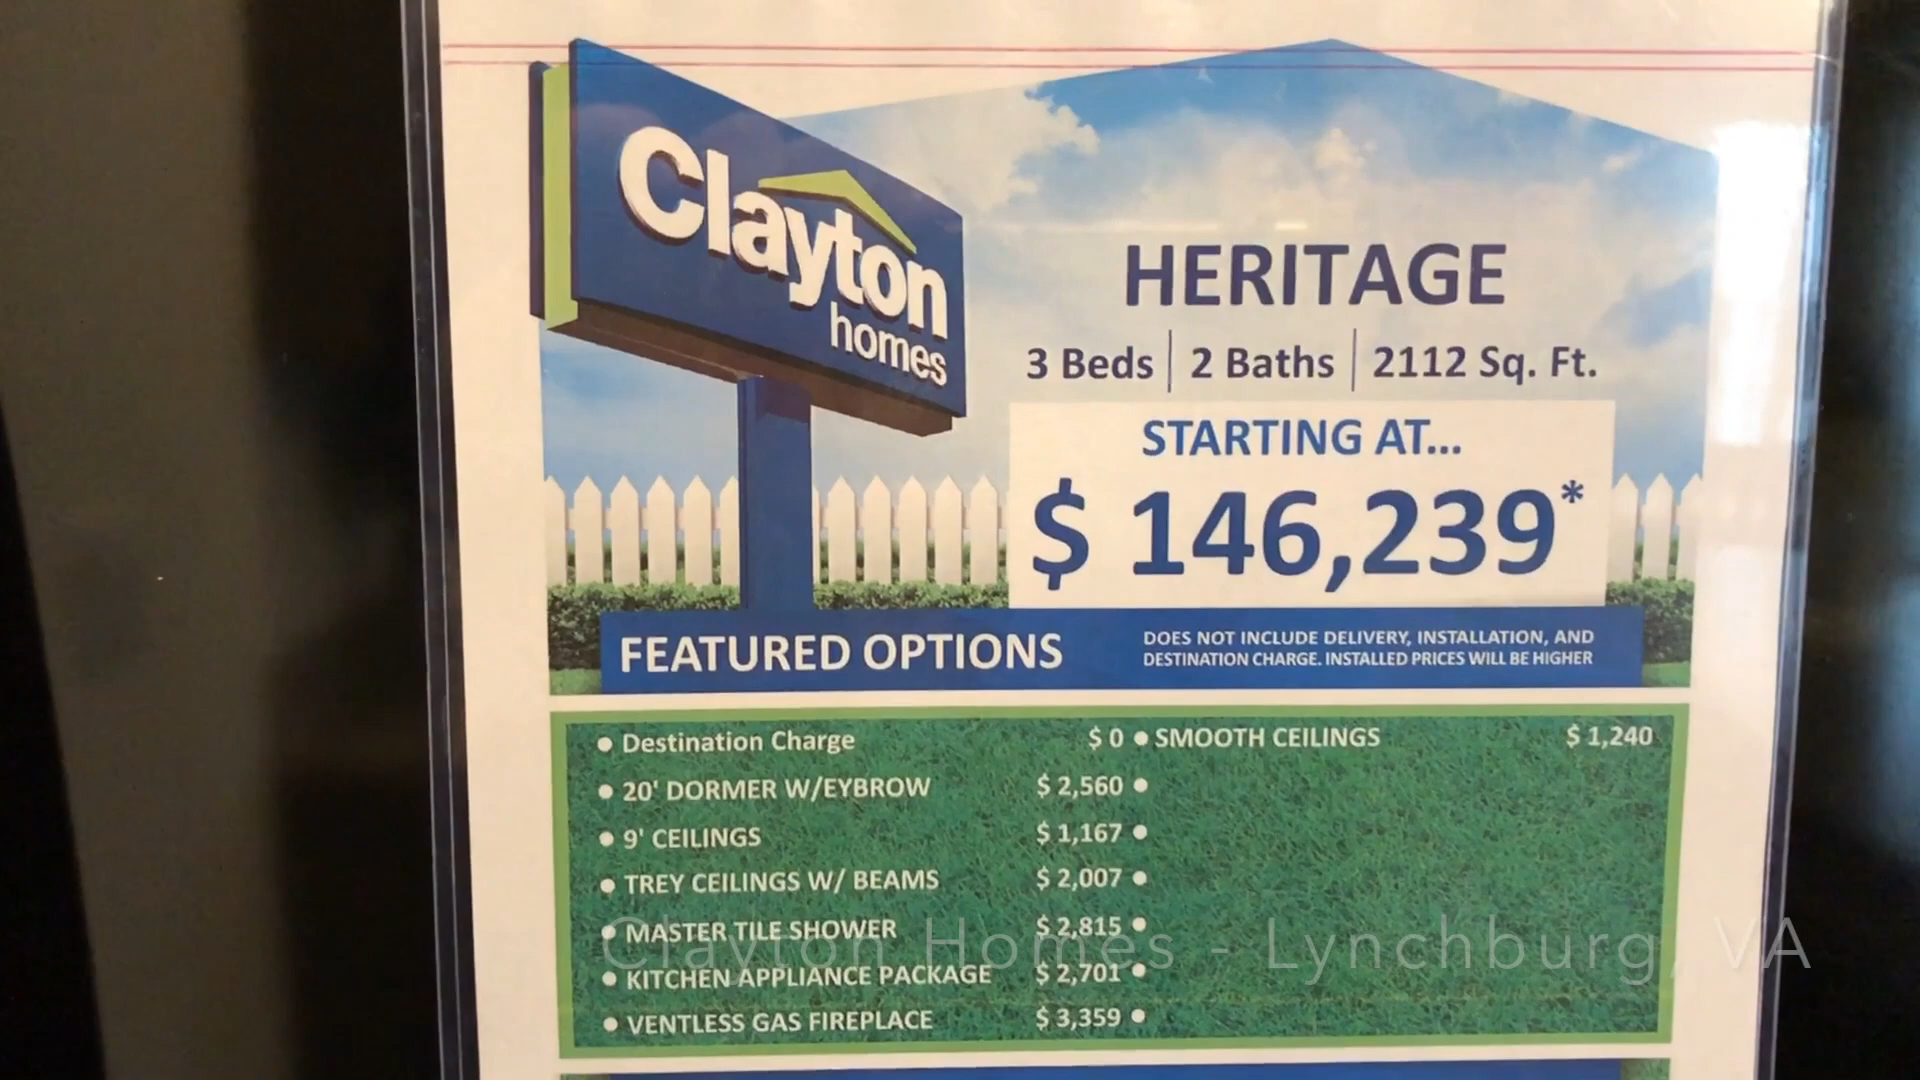 Clayton
homes
HERITAGE
3 Beds | 2 Baths | 2112 Sq. Ft.
STARTING AT...
$ 146,239*
FEATURED OPTIONS
DOES NOT INCLUDE DELIVERY, INSTALLATION, AND
DESTINATION CHARGE. INSTALLED PRICES WILL BE HIGHER
• Destination Charge $ 0 • SMOOTH CEILINGS $ 1,240
• 20' DORMER W/EYBROW $ 2,560 •
• 9' CEILINGS $ 1,167 •
• TREY CEILINGS W/ BEAMS $ 2,007 •
• MASTER TILE SHOWER $ 2,815 •
• KITCHEN APPLIANCE PACKAGE $ 2,701 •
• VENTLESS GAS FIREPLACE $ 3,359 •
Clayton Homes - Lynchburg, VA